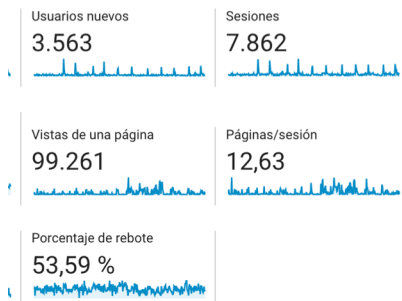 Usuarios nuevos
3.563
Sesiones
7.862
Vistas de una página
99.261
Páginas/sesión
12,63
Porcentaje de rebote
53,59 %